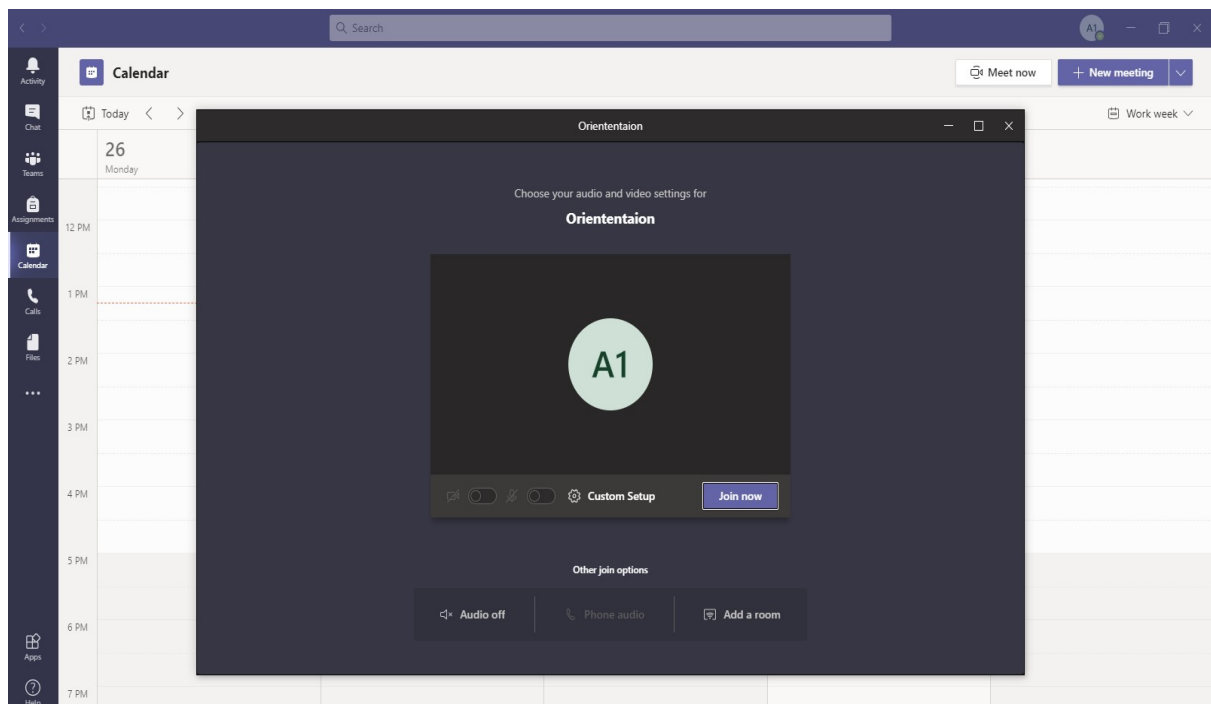 Search
A1
Activity
Chat
Teams
Assignments
Calendar
Calls
Files
Apps
Help
Calendar
Meet now
New meeting
Today
Work week
26
Monday
12 PM
1 PM
2 PM
3 PM
4 PM
5 PM
6 PM
7 PM
Oriententaion
Choose your audio and video settings for
Oriententaion
A1
Custom Setup
Join now
Other join options
Audio off
Phone audio
Add a room